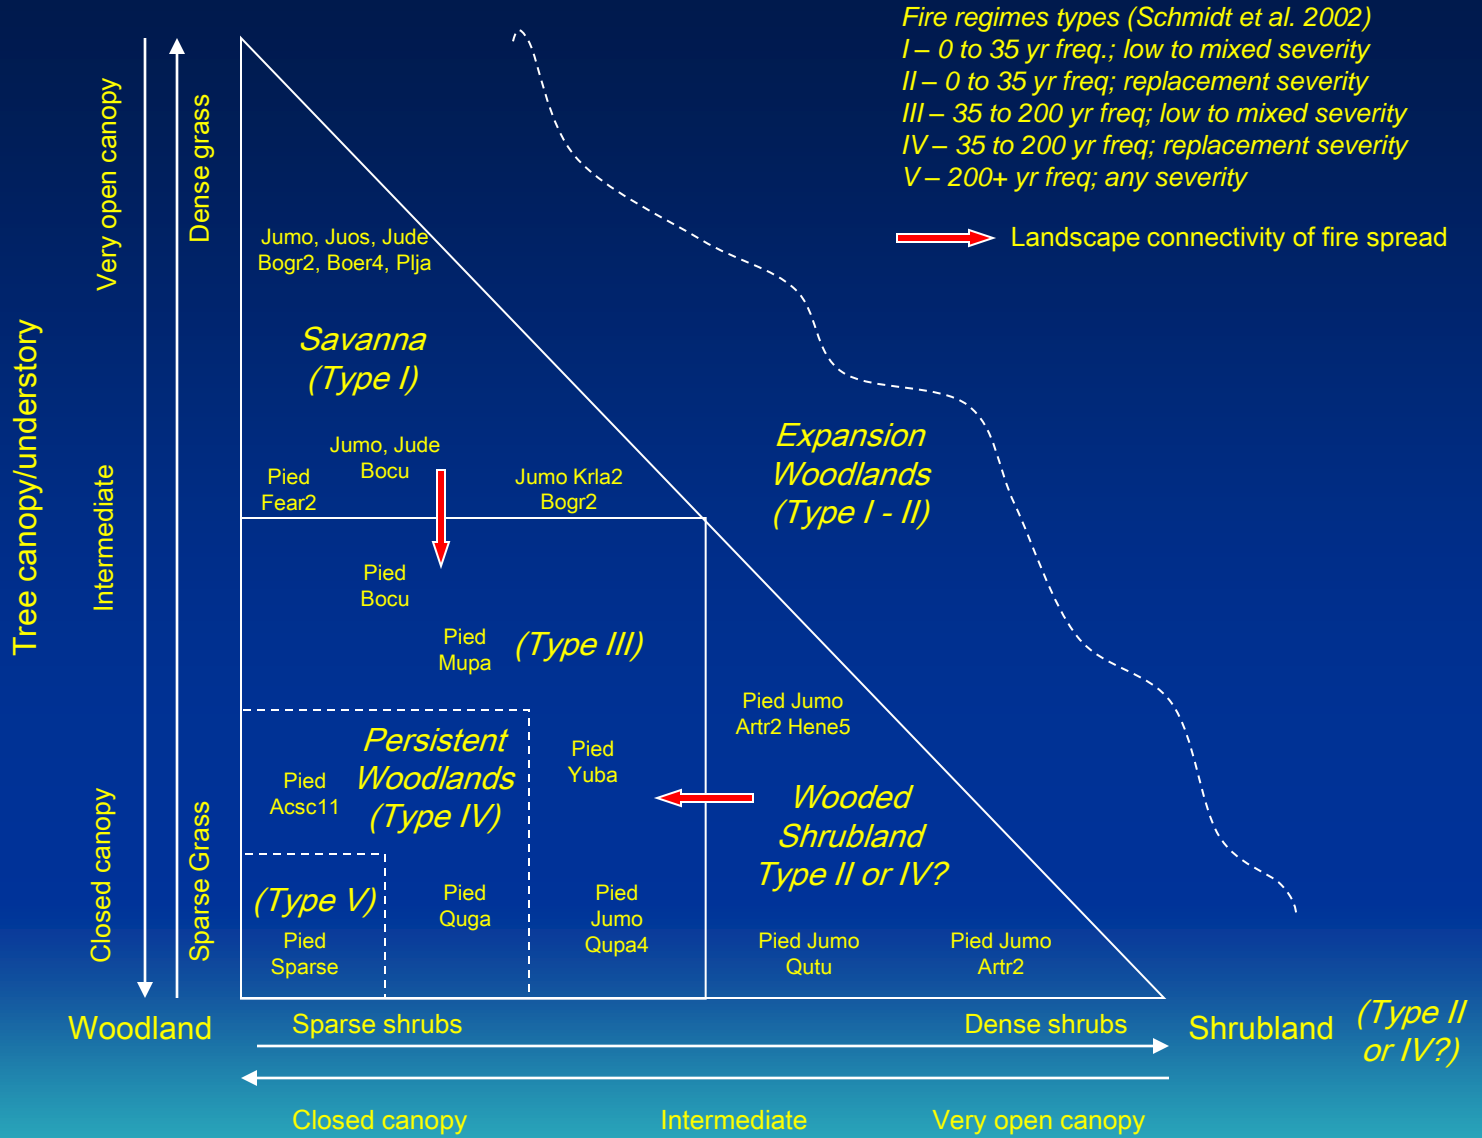 Fire regimes types (Schmidt et al. 2002)
I – 0 to 35 yr freq.; low to mixed severity
II – 0 to 35 yr freq; replacement severity
III – 35 to 200 yr freq; low to mixed severity
IV – 35 to 200 yr freq; replacement severity
V – 200+ yr freq; any severity
Landscape connectivity of fire spread
Tree canopy/understory
Very open canopy
Intermediate
Closed canopy
Dense grass
Sparse Grass
Jumo, Juos, Jude
Bogr2, Boer4, Plja
Savanna
(Type I)
Jumo, Jude
Bocu
Pied
Fear2
Jumo Krla2
Bogr2
Expansion
Woodlands
(Type I - II)
Pied
Bocu
Pied
Mupa
(Type III)
Persistent
Woodlands
(Type IV)
Pied
Acsc11
Pied
Yuba
Pied Jumo
Artr2 Hene5
Wooded
Shrubland
Type II or IV?
(Type V)
Pied
Sparse
Pied
Quga
Pied
Jumo
Qupa4
Pied Jumo
Qutu
Pied Jumo
Artr2
Woodland
Sparse shrubs
Dense shrubs
Shrubland
(Type II
or IV?)
Closed canopy
Intermediate
Very open canopy